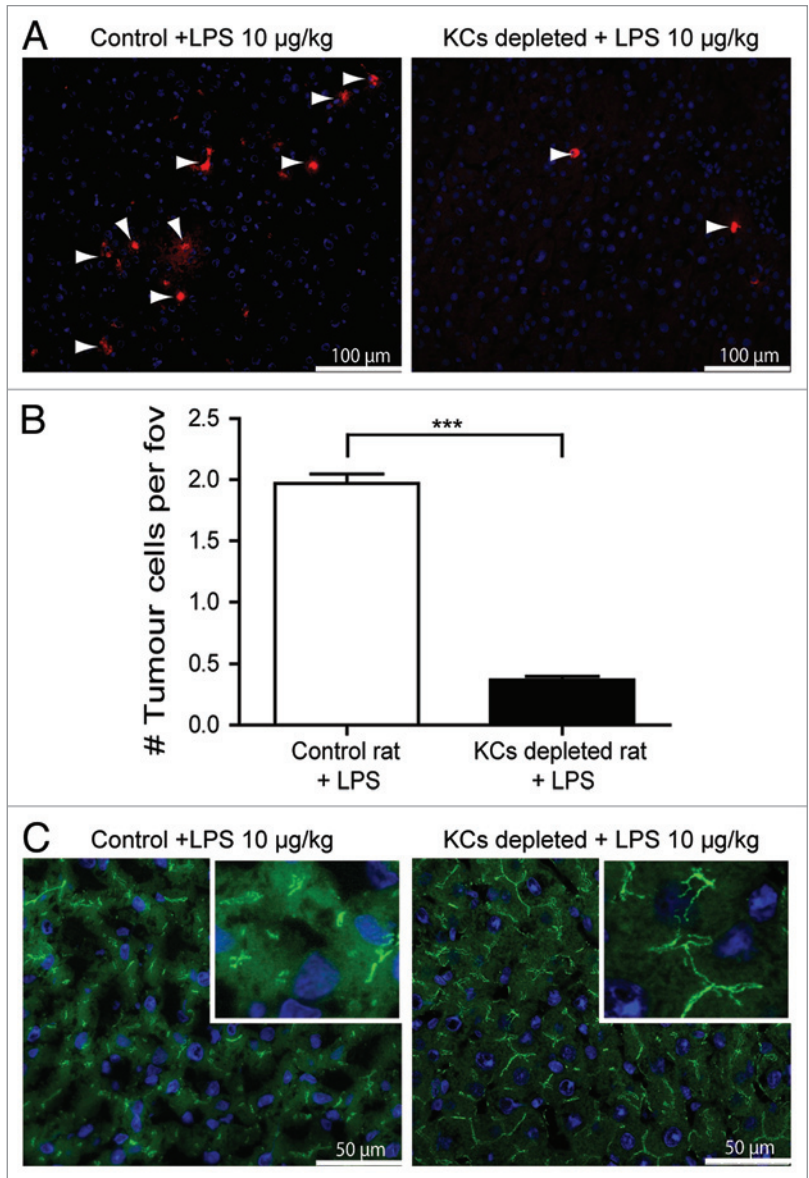 A
Control +LPS 10 µg/kg
KCs depleted + LPS 10 µg/kg
100 µm
100 µm
B
# Tumour cells per fov
2.5
2.0
1.5
1.0
0.5
0.0
***
Control rat
+ LPS
KCs depleted rat
+ LPS
C
Control +LPS 10 µg/kg
KCs depleted + LPS 10 µg/kg
50 µm
50 µm